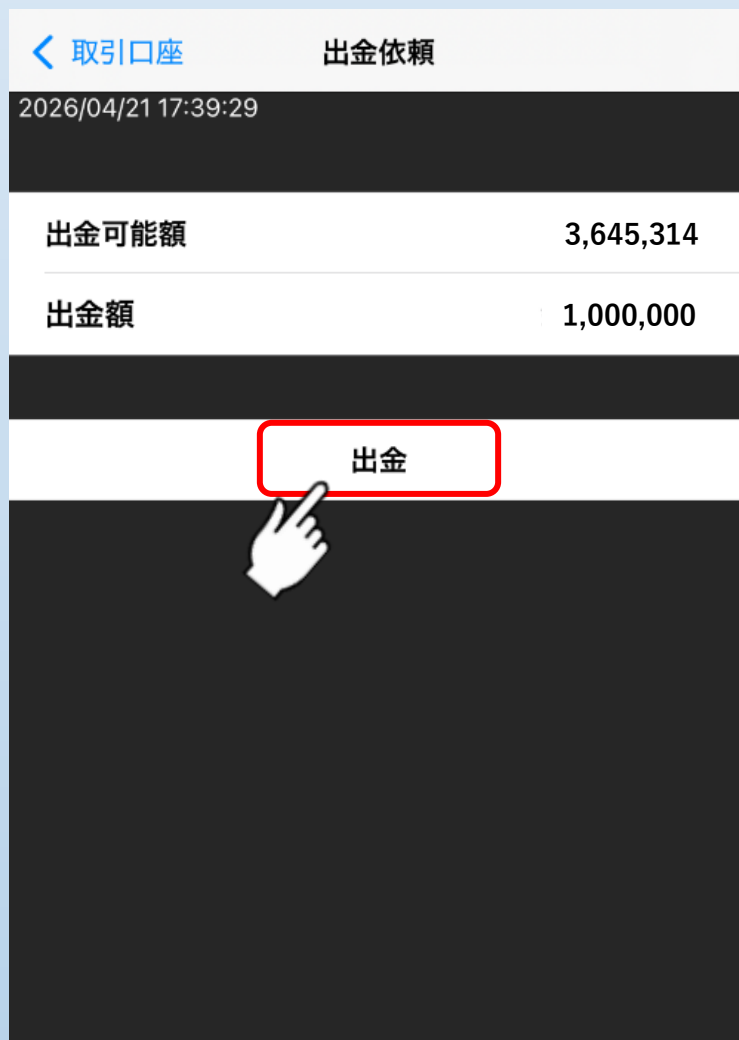 取引口座 出金依頼
2026/04/21 17:39:29
出金可能額 3,645,314
出金額 1,000,000
出金